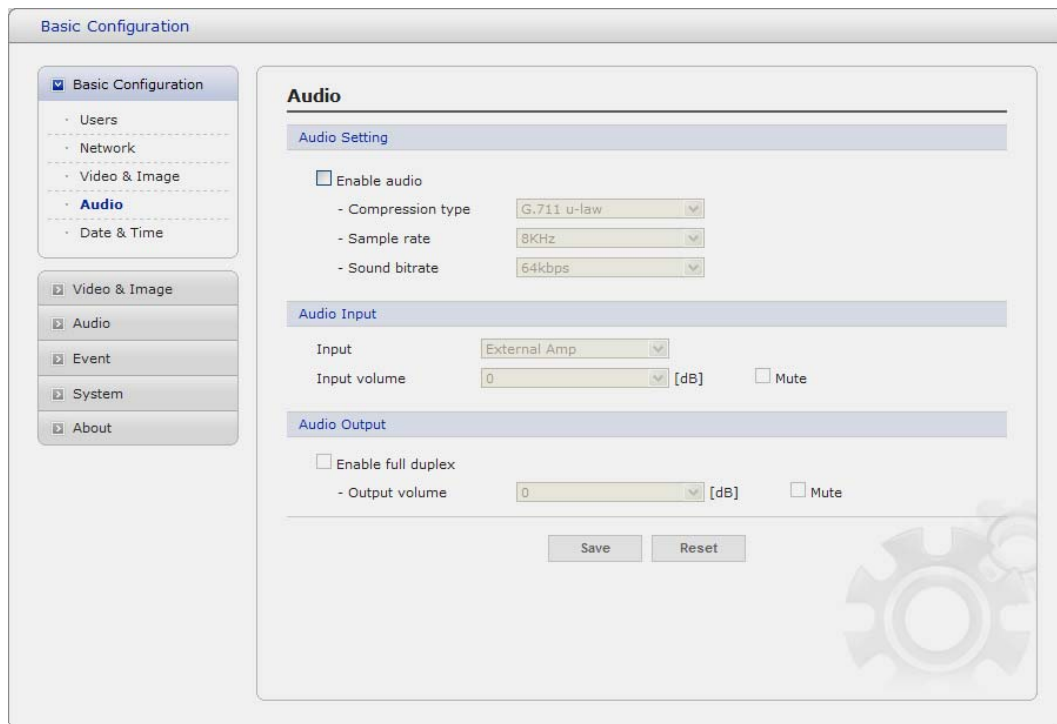 Basic Configuration
Basic Configuration
· Users
· Network
· Video & Image
· Audio
· Date & Time
Video & Image
Audio
Event
System
About
Audio
Audio Setting
Enable audio
- Compression type G.711 u-law
- Sample rate 8KHz
- Sound bitrate 64kbps
Audio Input
Input External Amp
Input volume 0 [dB] Mute
Audio Output
Enable full duplex
- Output volume 0 [dB] Mute
Save Reset